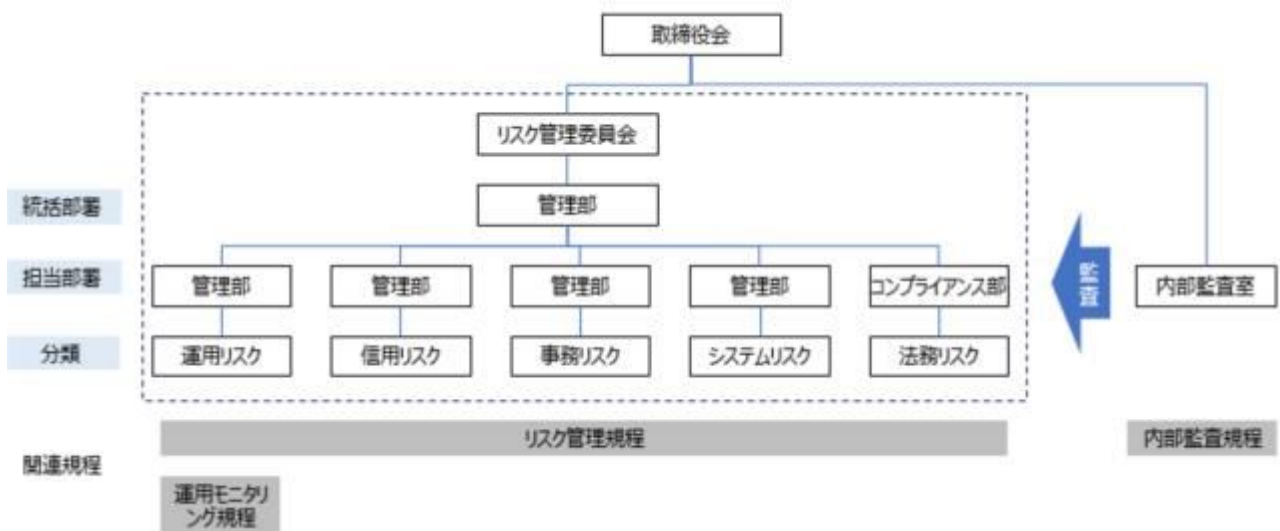 取締役会
リスク管理委員会
統括部署
管理部
担当部署
管理部
管理部
管理部
管理部
コンプライアンス部
監査
内部監査室
分類
運用リスク
信用リスク
事務リスク
システムリスク
法務リスク
関連規程
リスク管理規程
内部監査規程
運用モニタリ
ング規程